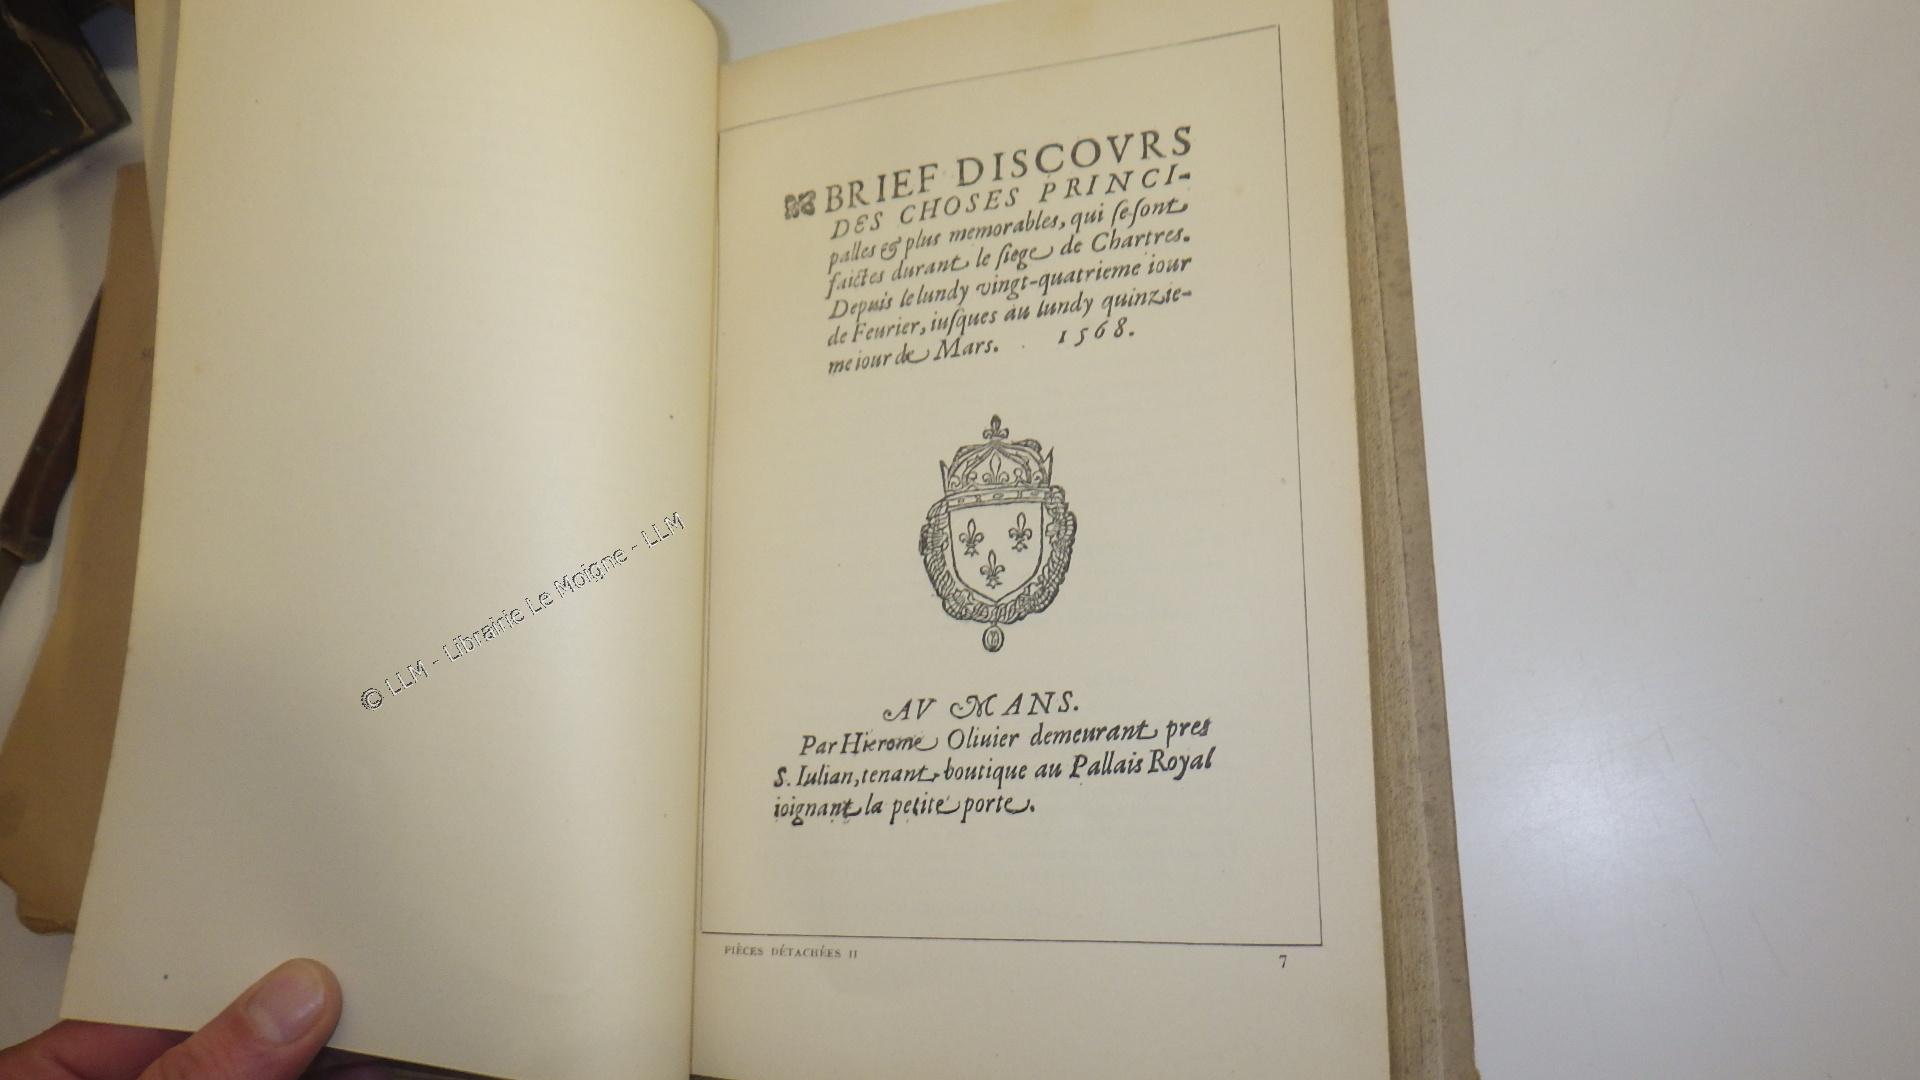 © LLM - Librairie Le Moigne - LLM
BRIEF DISCOVRS
DES CHOSES PRINCI-
palles & plus memorables, qui se sont
faictes durant le siege de Chartres.
Depuis le lundy vingt-quatrieme iour
de Feurier, iusques au lundy quinzie-
me iour de Mars. 1568.
AV MANS.
Par Hierome Oliuier demeurant pres
S. Iulian, tenant boutique au Pallais Royal
ioignant la petite porte.
PIÈCES DÉTACHÉES II
7